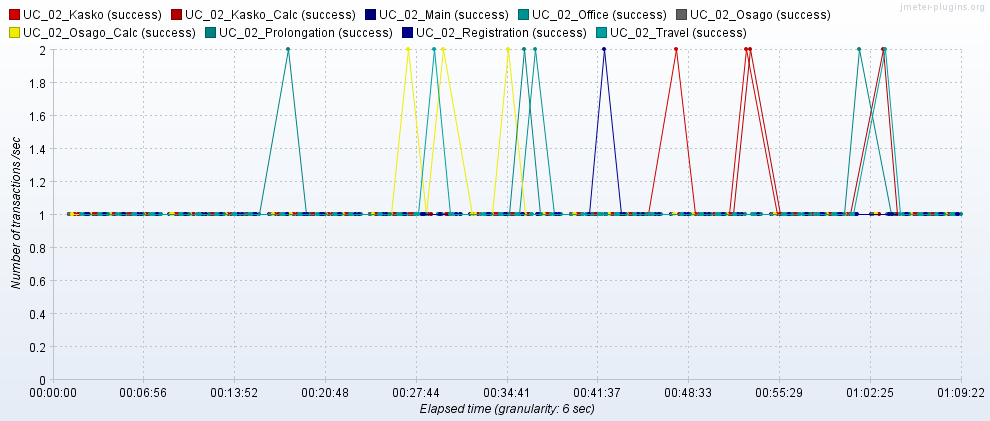 jmeter-plugins.org
UC_02_Kasko (success) UC_02_Kasko_Calc (success) UC_02_Main (success) UC_02_Office (success) UC_02_Osago (success)
UC_02_Osago_Calc (success) UC_02_Prolongation (success) UC_02_Registration (success) UC_02_Travel (success)
Number of transactions /sec
2
1.8
1.6
1.4
1.2
1
0.8
0.6
0.4
0.2
0
00:00:00 00:06:56 00:13:52 00:20:48 00:27:44 00:34:41 00:41:37 00:48:33 00:55:29 01:02:25 01:09:22
Elapsed time (granularity: 6 sec)